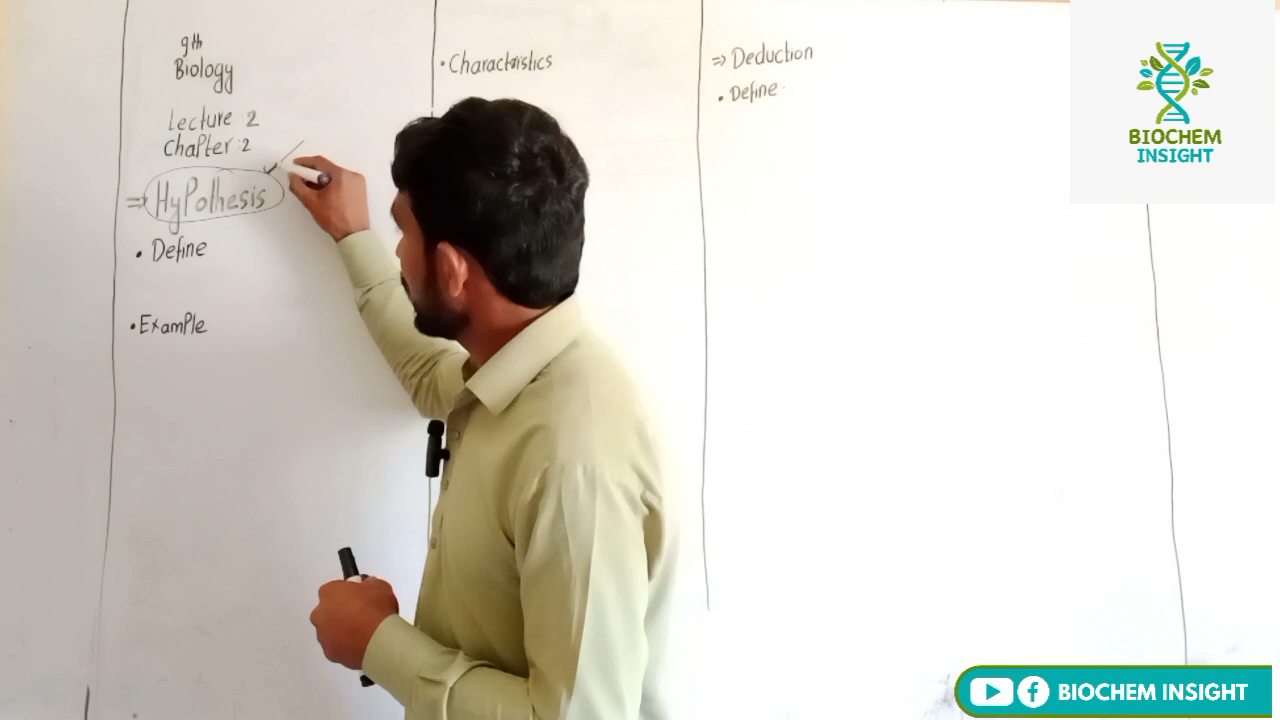 9th
Biology
Lecture 2
Chapter:2
⇒ Hypothesis
• Define
• Example
• Characteristics
⇒ Deduction
• Define
BIOCHEM
INSIGHT
BIOCHEM INSIGHT